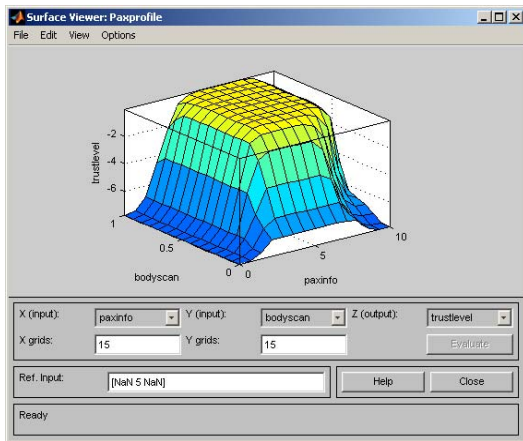 Surface Viewer: Paxprofile
File Edit View Options
-2
-4
-6
trustlevel
1
0.5
0
bodyscan
0
5
10
paxinfo
X (input): paxinfo Y (input): bodyscan Z (output): trustlevel
X grids: 15 Y grids: 15 Evaluate
Ref. Input: [NaN 5 NaN] Help Close
Ready